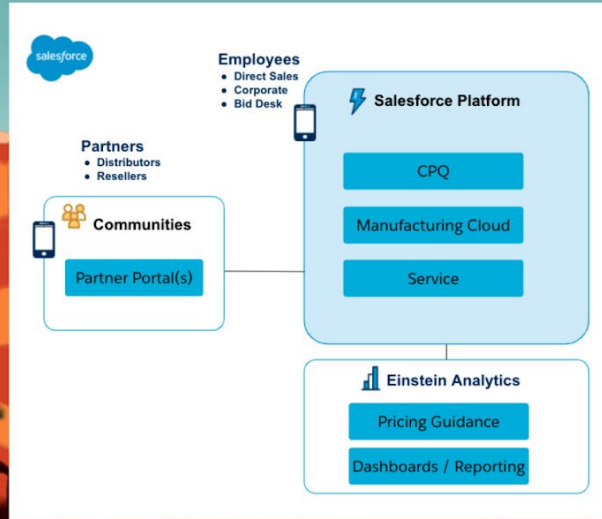 salesforce
Employees
• Direct Sales
• Corporate
• Bid Desk
Salesforce Platform
CPQ
Manufacturing Cloud
Service
Partners
• Distributors
• Resellers
Communities
Partner Portal(s)
Einstein Analytics
Pricing Guidance
Dashboards / Reporting